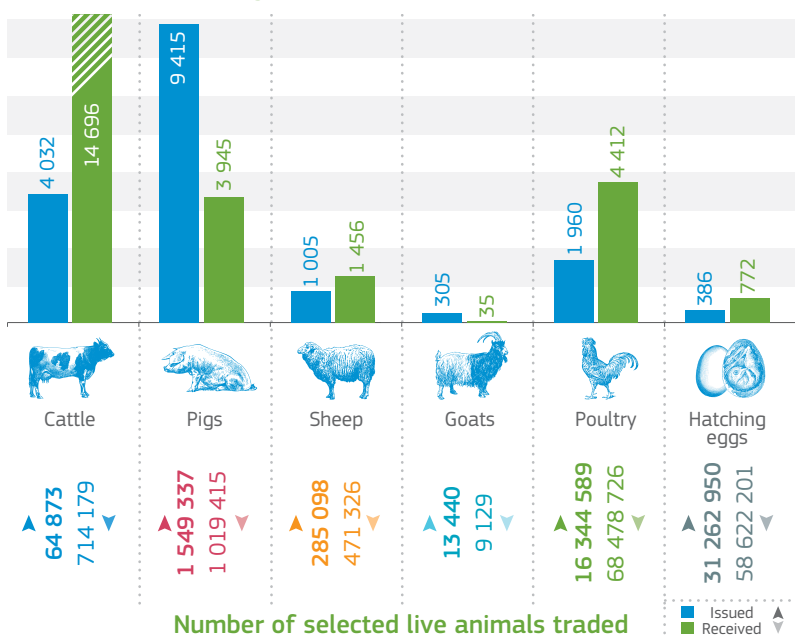 4 032
14 696
9 415
3 945
1 005
1 456
305
35
1 960
4 412
386
772
Cattle
Pigs
Sheep
Goats
Poultry
Hatching
eggs
64 873
714 179
1 549 337
1 019 415
285 098
471 326
13 440
9 129
16 344 589
68 478 726
31 262 950
58 622 201
Number of selected live animals traded
Issued
Received